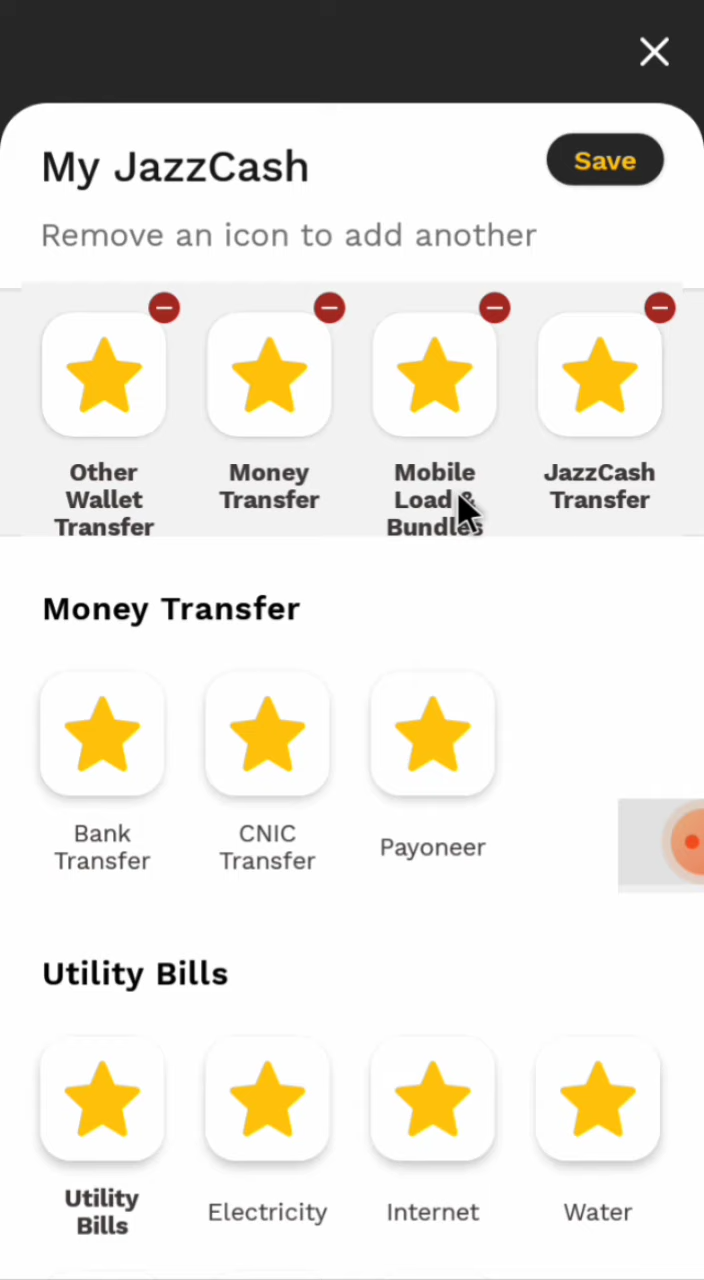 My JazzCash
Save
Remove an icon to add another
Other
Wallet
Transfer
Money
Transfer
Mobile
Load &
Bundles
JazzCash
Transfer
Money Transfer
Bank
Transfer
CNIC
Transfer
Payoneer
Utility Bills
Utility
Bills
Electricity
Internet
Water